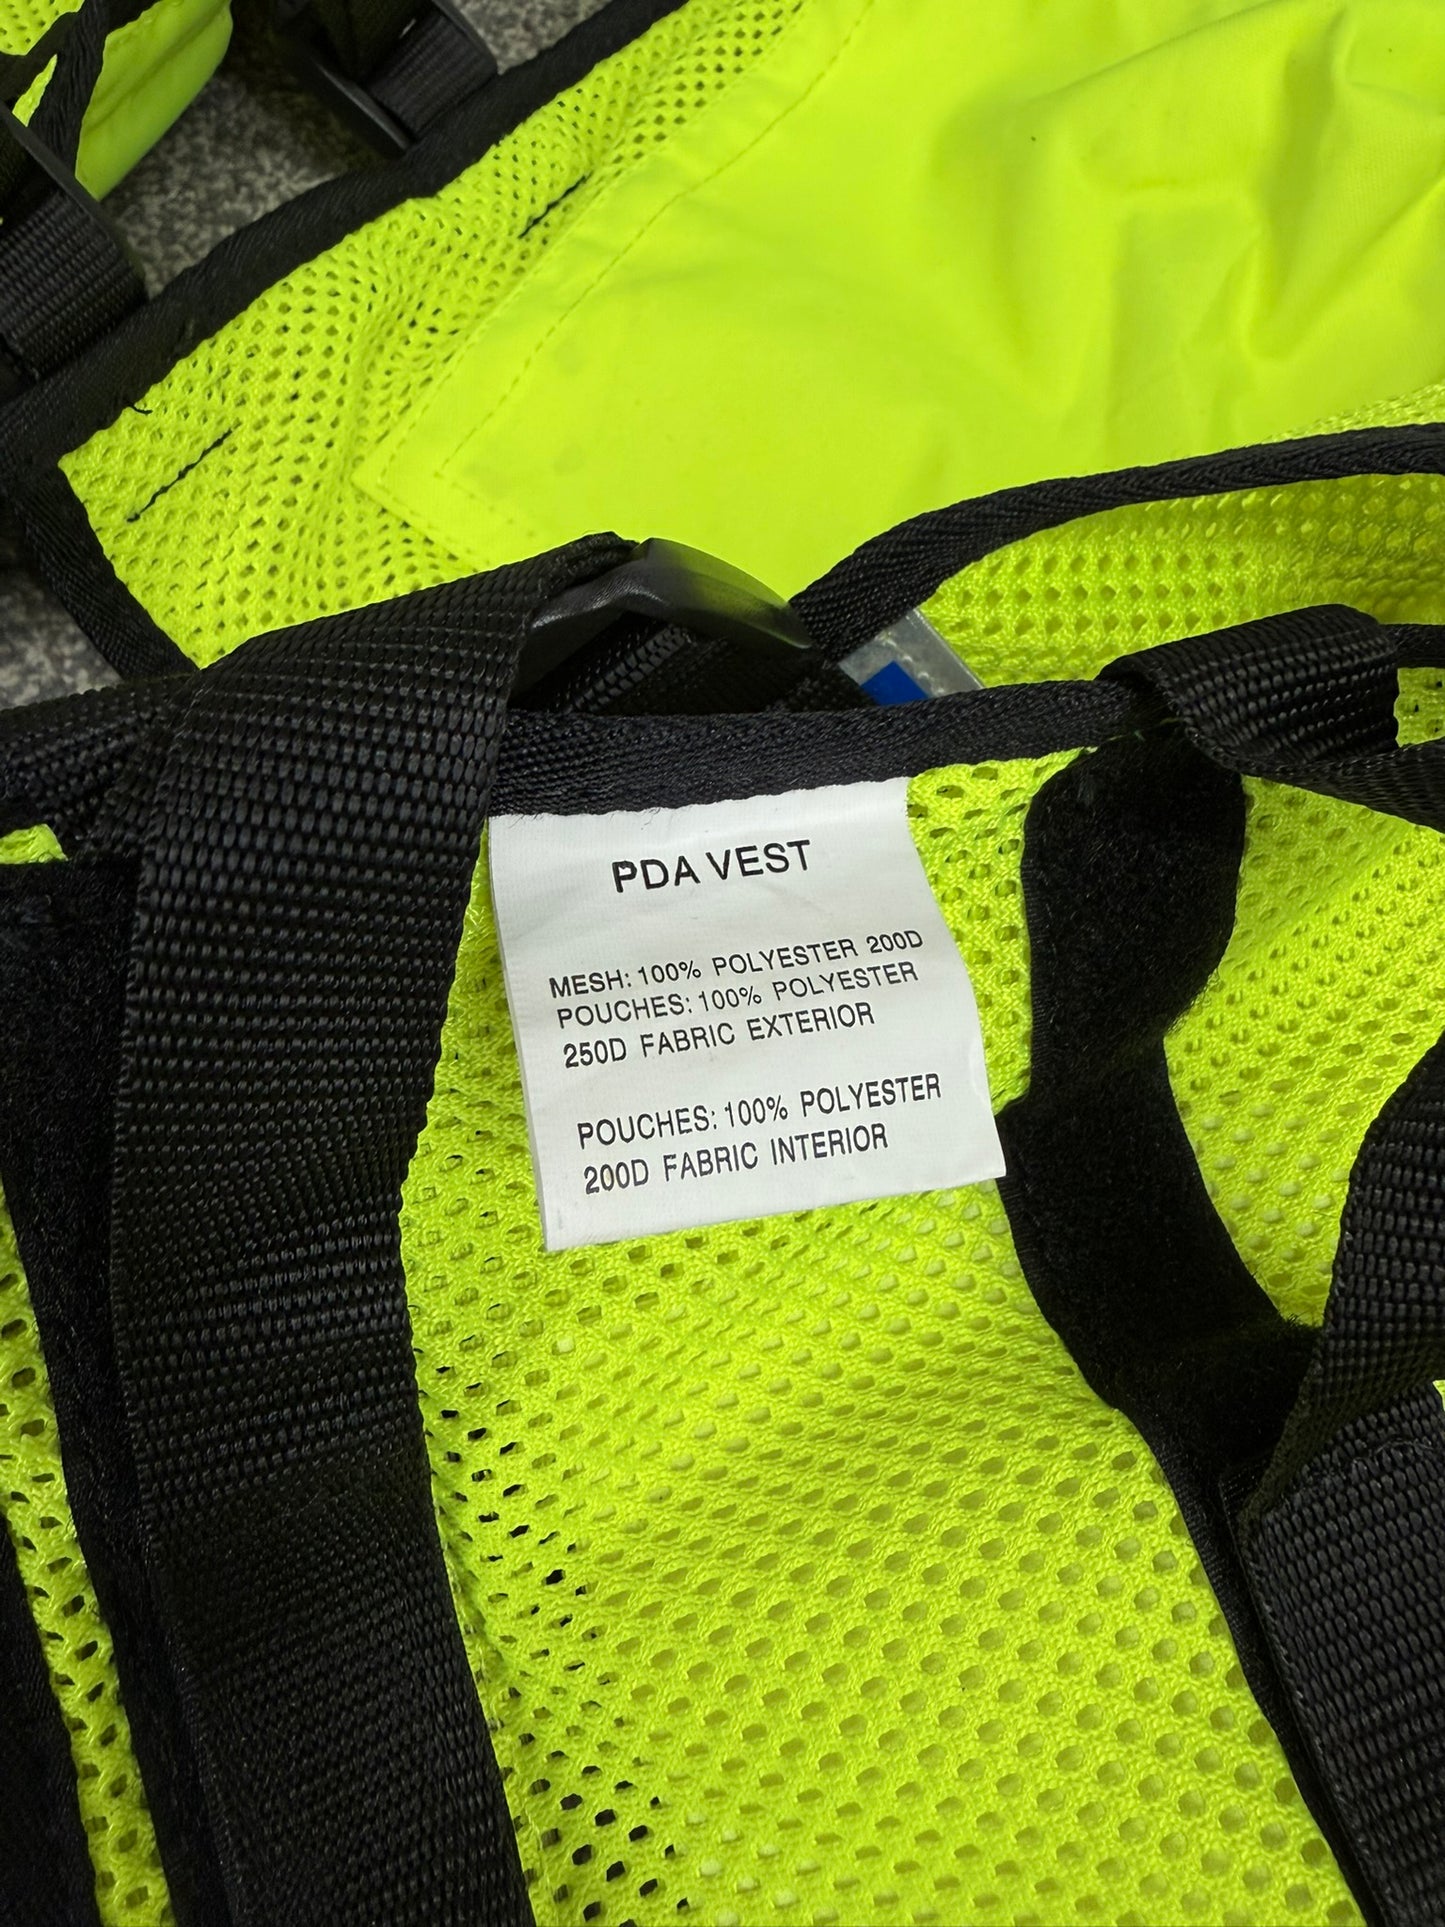 PDA VEST
MESH: 100% POLYESTER 200D
POUCHES: 100% POLYESTER
250D FABRIC EXTERIOR
POUCHES: 100% POLYESTER
200D FABRIC INTERIOR